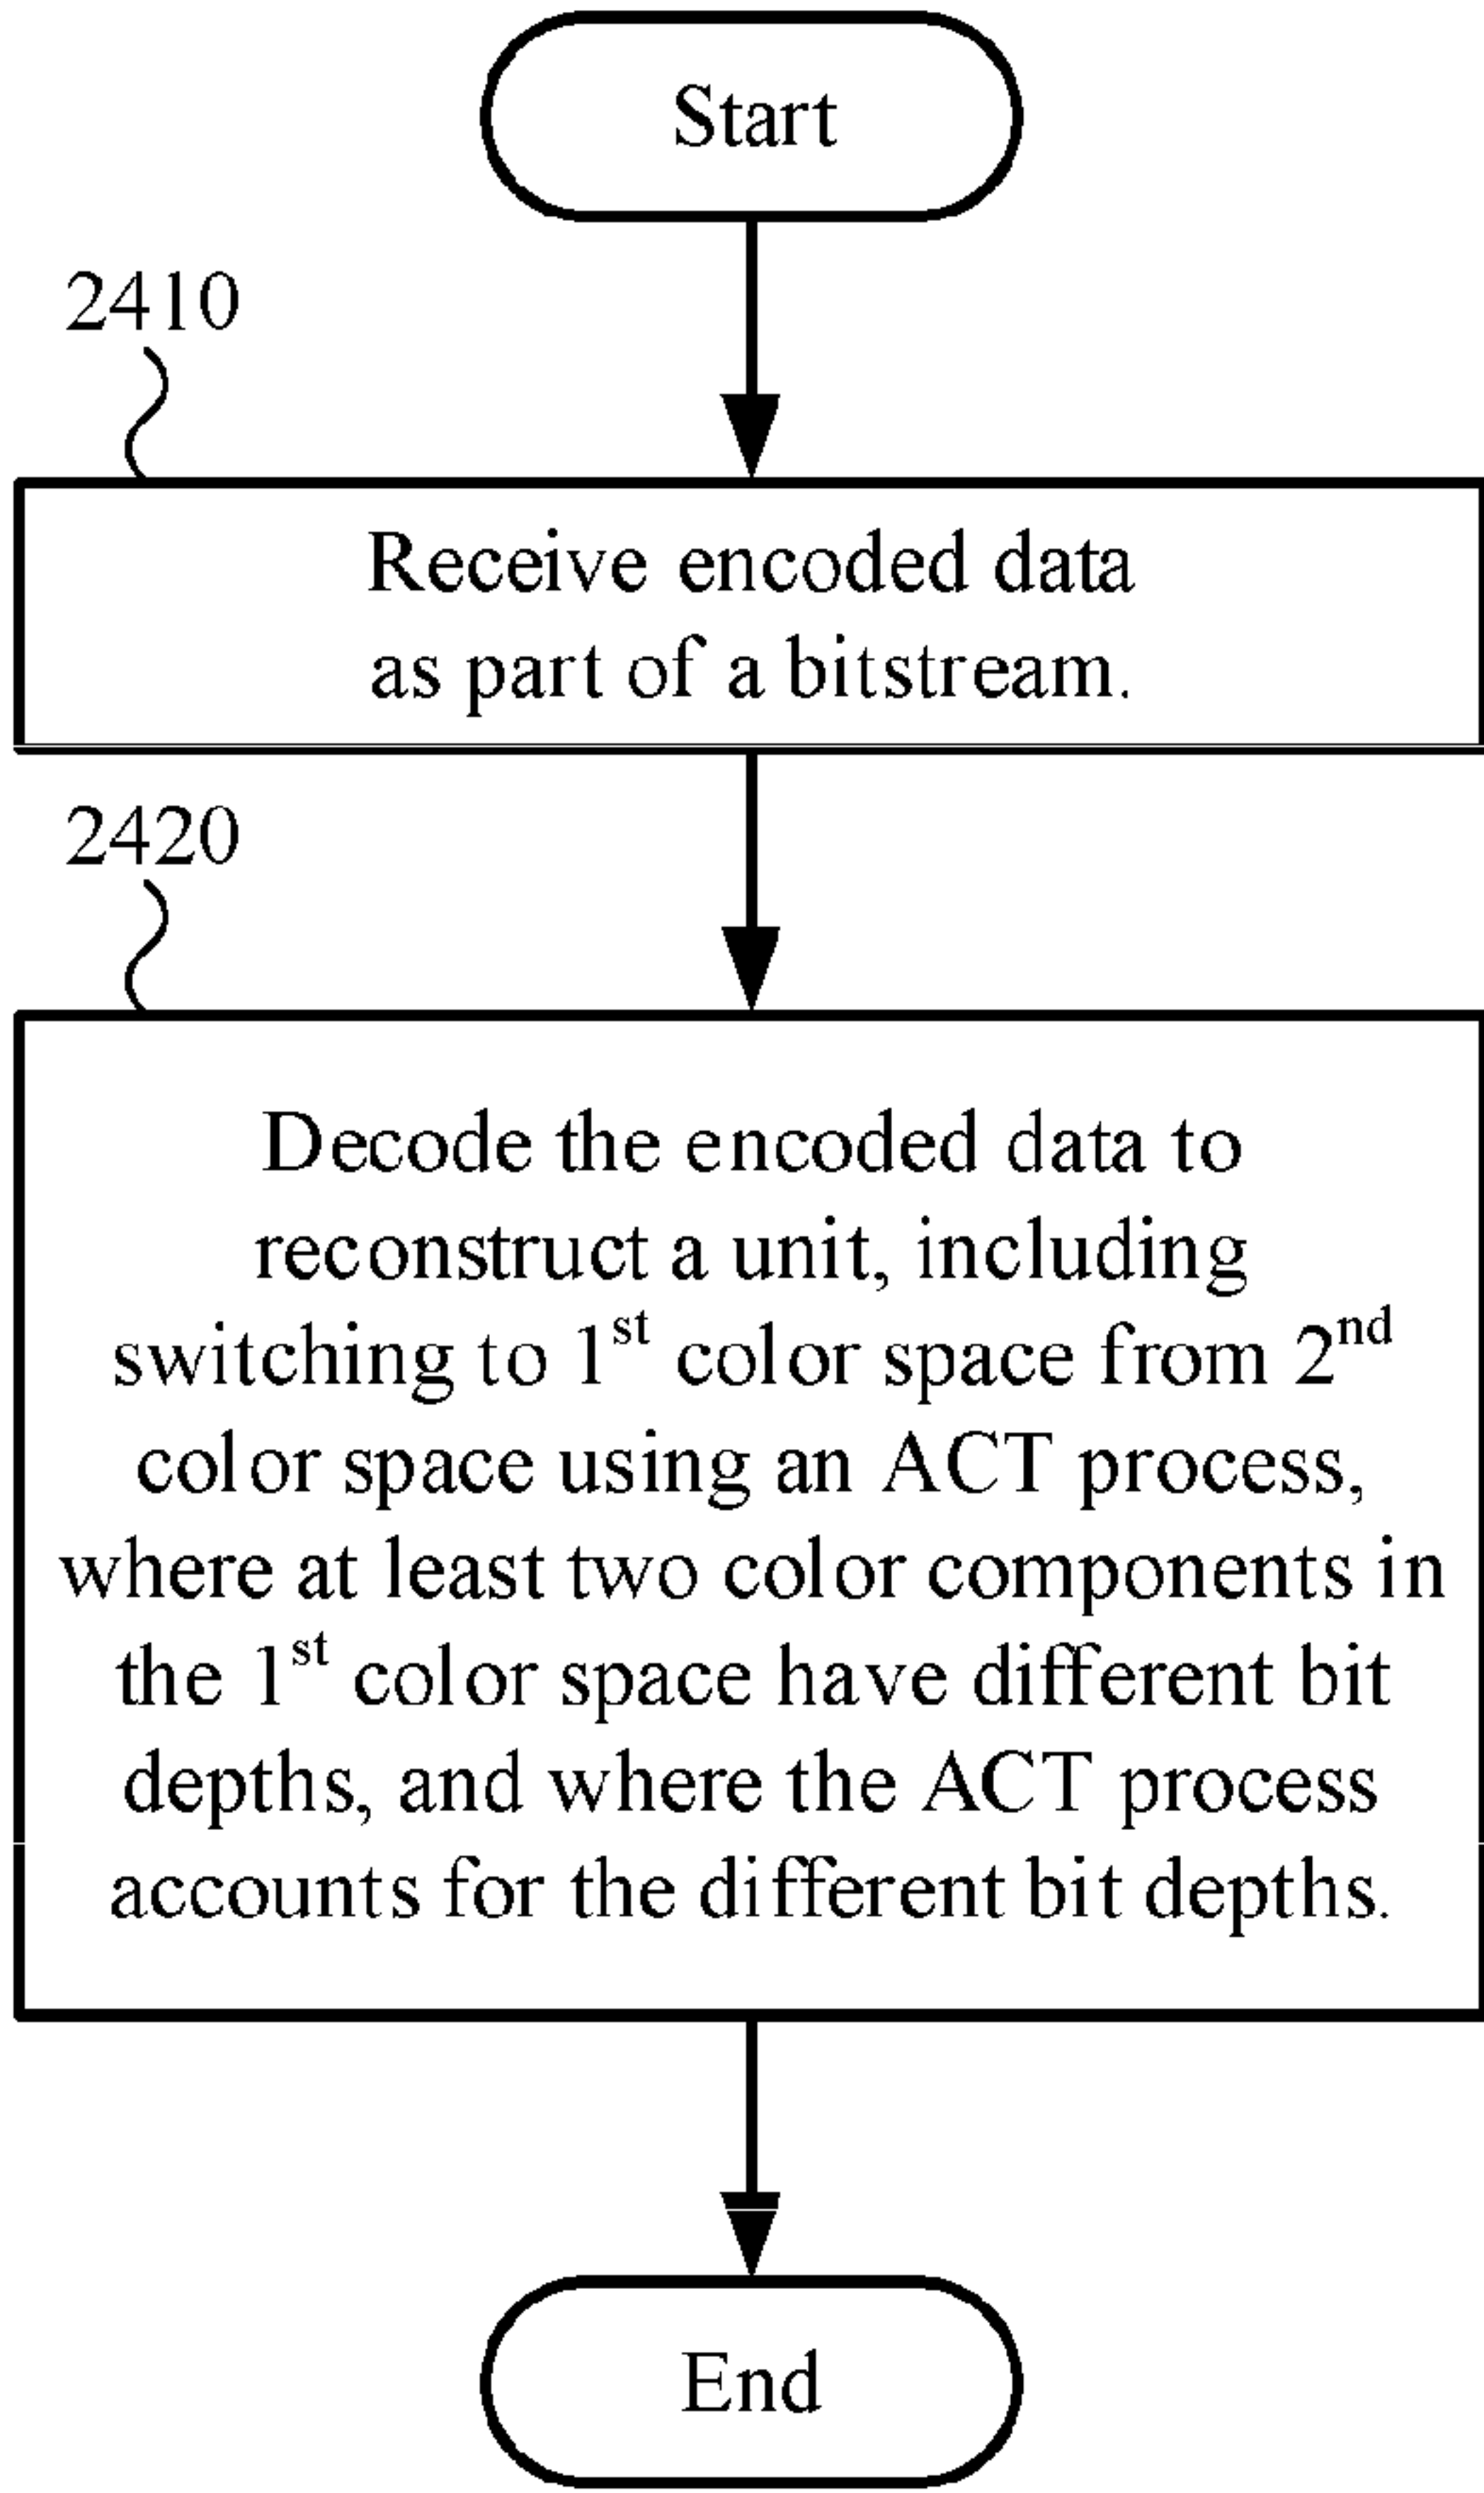 Start
2410
Receive encoded data
as part of a bitstream.
2420
Decode the encoded data to
reconstruct a unit, including
switching to 1st color space from 2nd
color space using an ACT process,
where at least two color components in
the 1st color space have different bit
depths, and where the ACT process
accounts for the different bit depths.
End